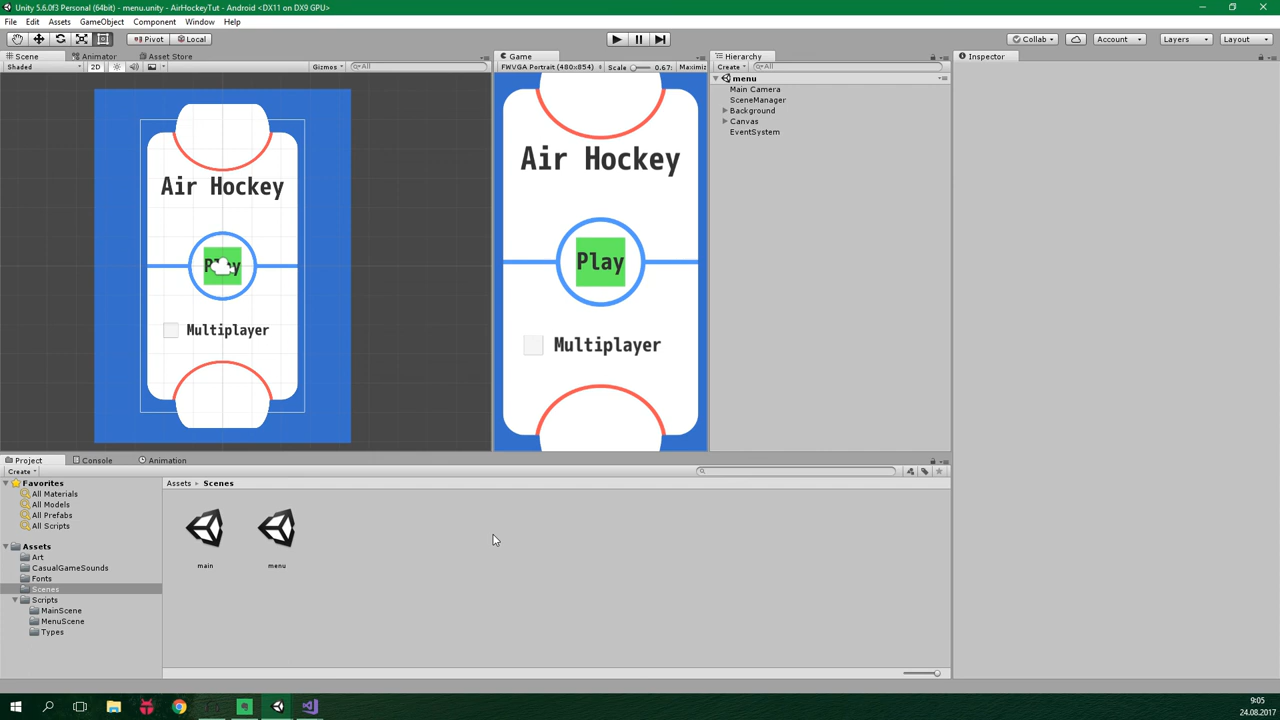 Unity 5.6.0f3 Personal (64bit) - menu.unity - AirHockeyTut - Android <DX11 on DX9 GPU>
File Edit Assets GameObject Component Window Help
Pivot Local Collab Account Layers Layout
Scene Animator Asset Store Game Hierarchy Inspector
Shaded 2D Gizmos All FWVGA Portrait (480x854) Scale 0.67: Maximiz Create All
menu
Main Camera
SceneManager
Background
Canvas
EventSystem
Air Hockey
Play
Multiplayer
Air Hockey
Play
Multiplayer
Project Console Animation
Create
Favorites
All Materials
All Models
All Prefabs
All Scripts
Assets
Art
CasualGameSounds
Fonts
Scenes
Scripts
MainScene
MenuScene
Types
Assets Scenes
main menu
9:05
24.08.2017